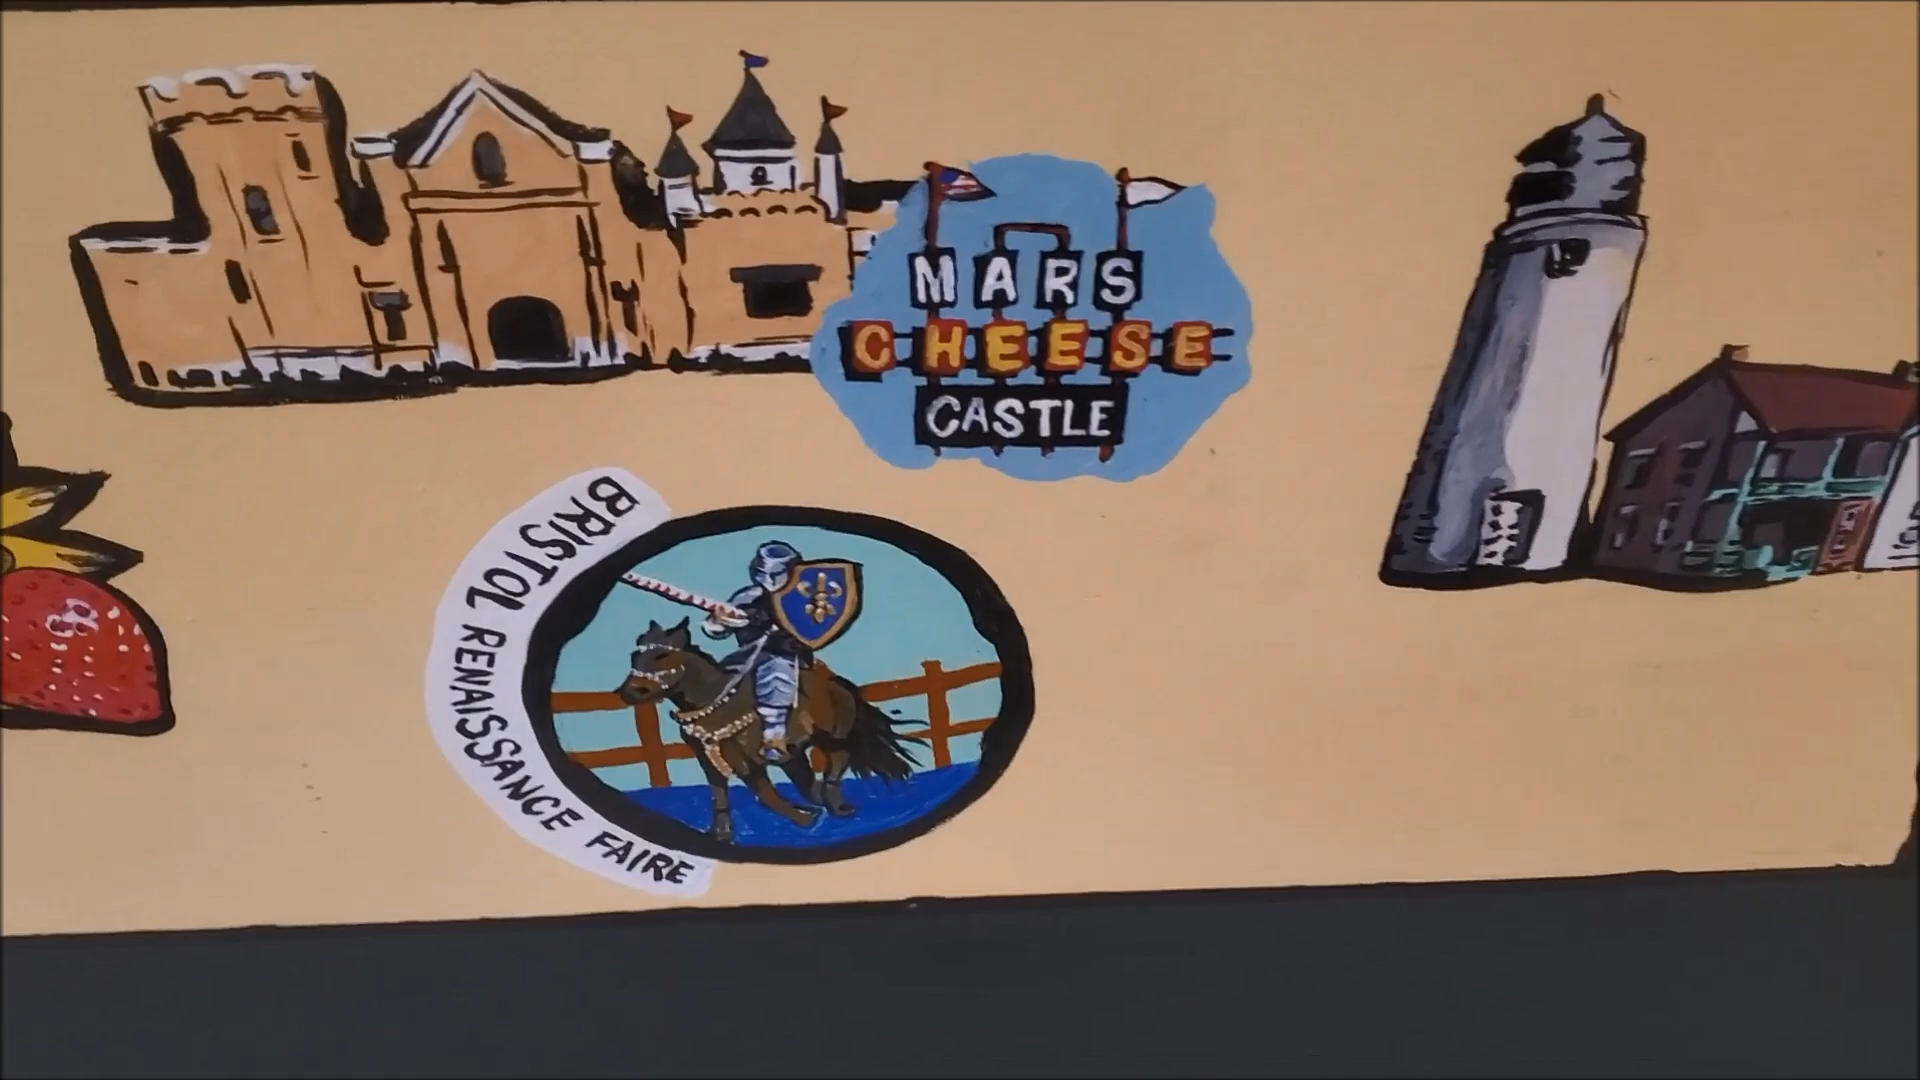 MARS
CHEESE
CASTLE
BRISTOL RENAISSANCE FAIRE